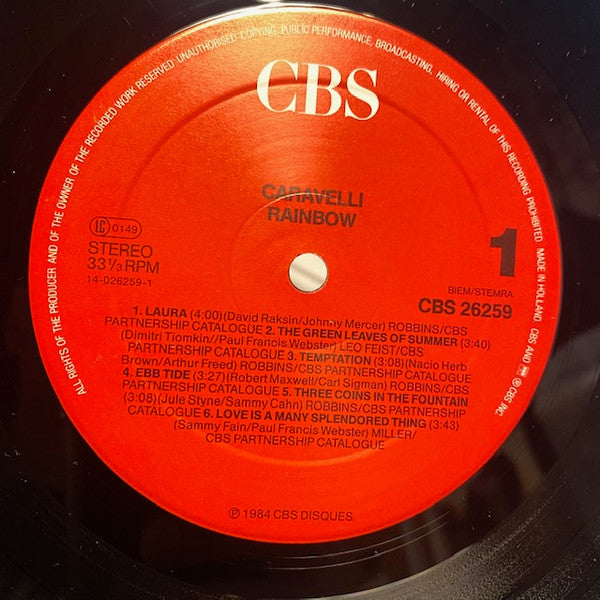 ALL RIGHTS OF THE PRODUCER AND OF THE OWNER OF THE RECORDED WORK RESERVED · UNAUTHORISED COPYING, PUBLIC PERFORMANCE, BROADCASTING, HIRING OR RENTAL OF THIS RECORDING PROHIBITED · MADE IN HOLLAND · CBS AND ℗ CBS INC.
CBS
CARAVELLI
RAINBOW
LC 0149
STEREO
33 1/3 RPM
14-026259-1
1
BIEM/STEMRA
CBS 26259
1. LAURA (4:00)(David Raksin/Johnny Mercer) ROBBINS/CBS
PARTNERSHIP CATALOGUE 2. THE GREEN LEAVES OF SUMMER (3:40)
(Dimitri Tiomkin//Paul Francis Webster) LEO FEIST/CBS
PARTNERSHIP CATALOGUE 3. TEMPTATION (3:08)(Nacio Herb
Brown/Arthur Freed) ROBBINS/CBS PARTNERSHIP CATALOGUE
4. EBB TIDE (3:27)(Robert Maxwell/Carl Sigman) ROBBINS/CBS
PARTNERSHIP CATALOGUE 5. THREE COINS IN THE FOUNTAIN
(3:08)(Jule Styne/Sammy Cahn) ROBBINS/CBS PARTNERSHIP
CATALOGUE 6. LOVE IS A MANY SPLENDORED THING (3:43)
(Sammy Fain/Paul Francis Webster) MILLER/
CBS PARTNERSHIP CATALOGUE
℗ 1984 CBS DISQUES